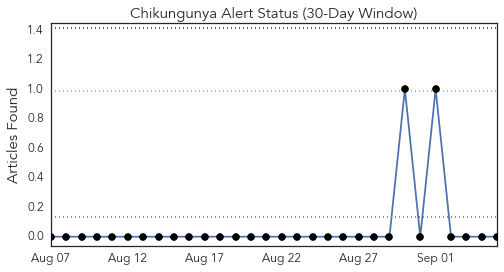 Chikungunya Alert Status (30-Day Window)
Articles Found
1.4
1.2
1.0
0.8
0.6
0.4
0.2
0.0
Aug 07 Aug 12 Aug 17 Aug 22 Aug 27 Sep 01